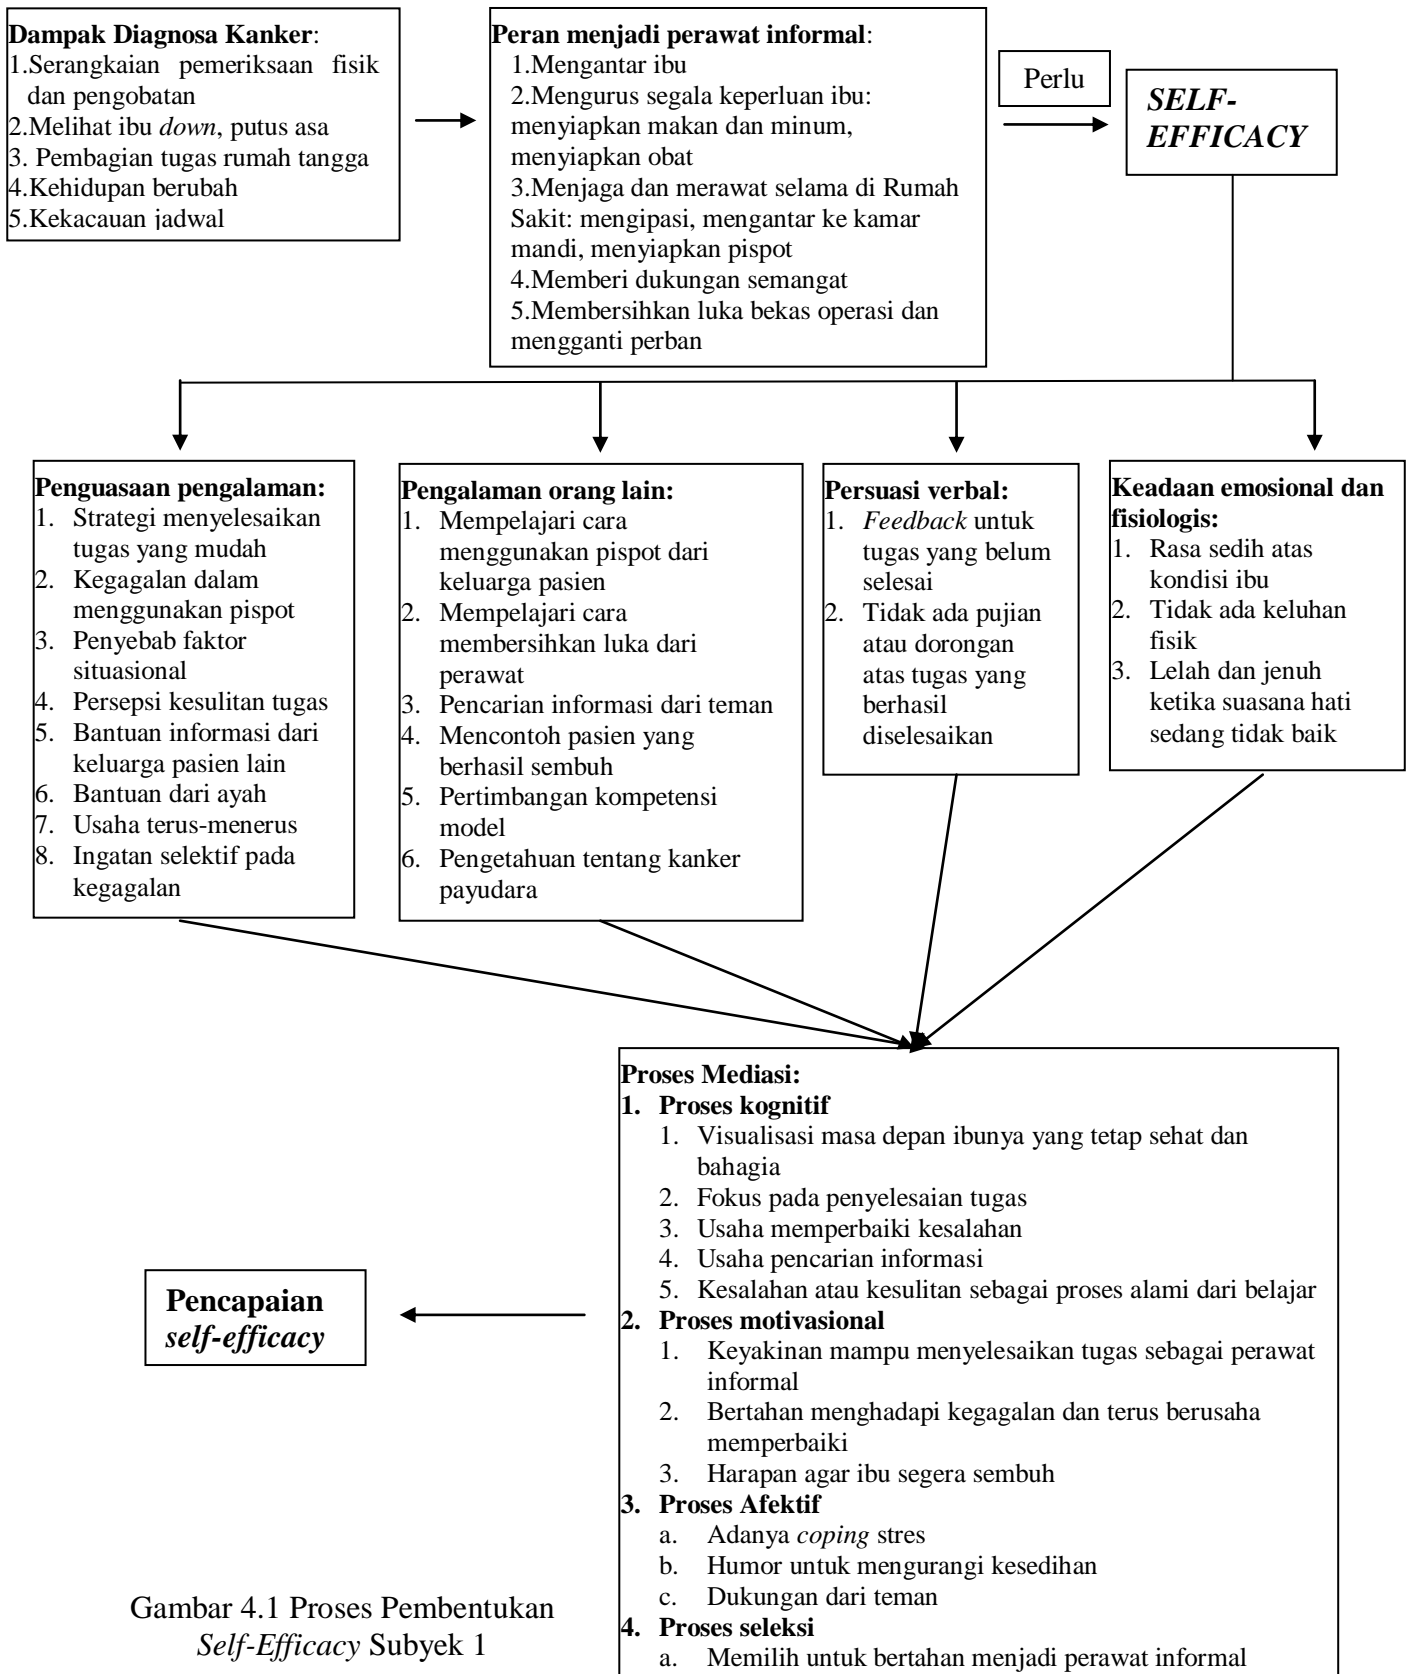 Dampak Diagnosa Kanker:
1.Serangkaian pemeriksaan fisik
dan pengobatan
2.Melihat ibu down, putus asa
3. Pembagian tugas rumah tangga
4.Kehidupan berubah
5.Kekacauan jadwal
Peran menjadi perawat informal:
1.Mengantar ibu
2.Mengurus segala keperluan ibu:
menyiapkan makan dan minum,
menyiapkan obat
3.Menjaga dan merawat selama di Rumah
Sakit: mengipasi, mengantar ke kamar
mandi, menyiapkan pispot
4.Memberi dukungan semangat
5.Membersihkan luka bekas operasi dan
mengganti perban
Perlu
SELF-
EFFICACY
Penguasaan pengalaman:
1. Strategi menyelesaikan
tugas yang mudah
2. Kegagalan dalam
menggunakan pispot
3. Penyebab faktor
situasional
4. Persepsi kesulitan tugas
5. Bantuan informasi dari
keluarga pasien lain
6. Bantuan dari ayah
7. Usaha terus-menerus
8. Ingatan selektif pada
kegagalan
Pengalaman orang lain:
1. Mempelajari cara
menggunakan pispot dari
keluarga pasien
2. Mempelajari cara
membersihkan luka dari
perawat
3. Pencarian informasi dari teman
4. Mencontoh pasien yang
berhasil sembuh
5. Pertimbangan kompetensi
model
6. Pengetahuan tentang kanker
payudara
Persuasi verbal:
1. Feedback untuk
tugas yang belum
selesai
2. Tidak ada pujian
atau dorongan
atas tugas yang
berhasil
diselesaikan
Keadaan emosional dan
fisiologis:
1. Rasa sedih atas
kondisi ibu
2. Tidak ada keluhan
fisik
3. Lelah dan jenuh
ketika suasana hati
sedang tidak baik
Proses Mediasi:
1. Proses kognitif
1. Visualisasi masa depan ibunya yang tetap sehat dan
bahagia
2. Fokus pada penyelesaian tugas
3. Usaha memperbaiki kesalahan
4. Usaha pencarian informasi
5. Kesalahan atau kesulitan sebagai proses alami dari belajar
2. Proses motivasional
1. Keyakinan mampu menyelesaikan tugas sebagai perawat
informal
2. Bertahan menghadapi kegagalan dan terus berusaha
memperbaiki
3. Harapan agar ibu segera sembuh
3. Proses Afektif
a. Adanya coping stres
b. Humor untuk mengurangi kesedihan
c. Dukungan dari teman
4. Proses seleksi
a. Memilih untuk bertahan menjadi perawat informal
Pencapaian
self-efficacy
Gambar 4.1 Proses Pembentukan
Self-Efficacy Subyek 1